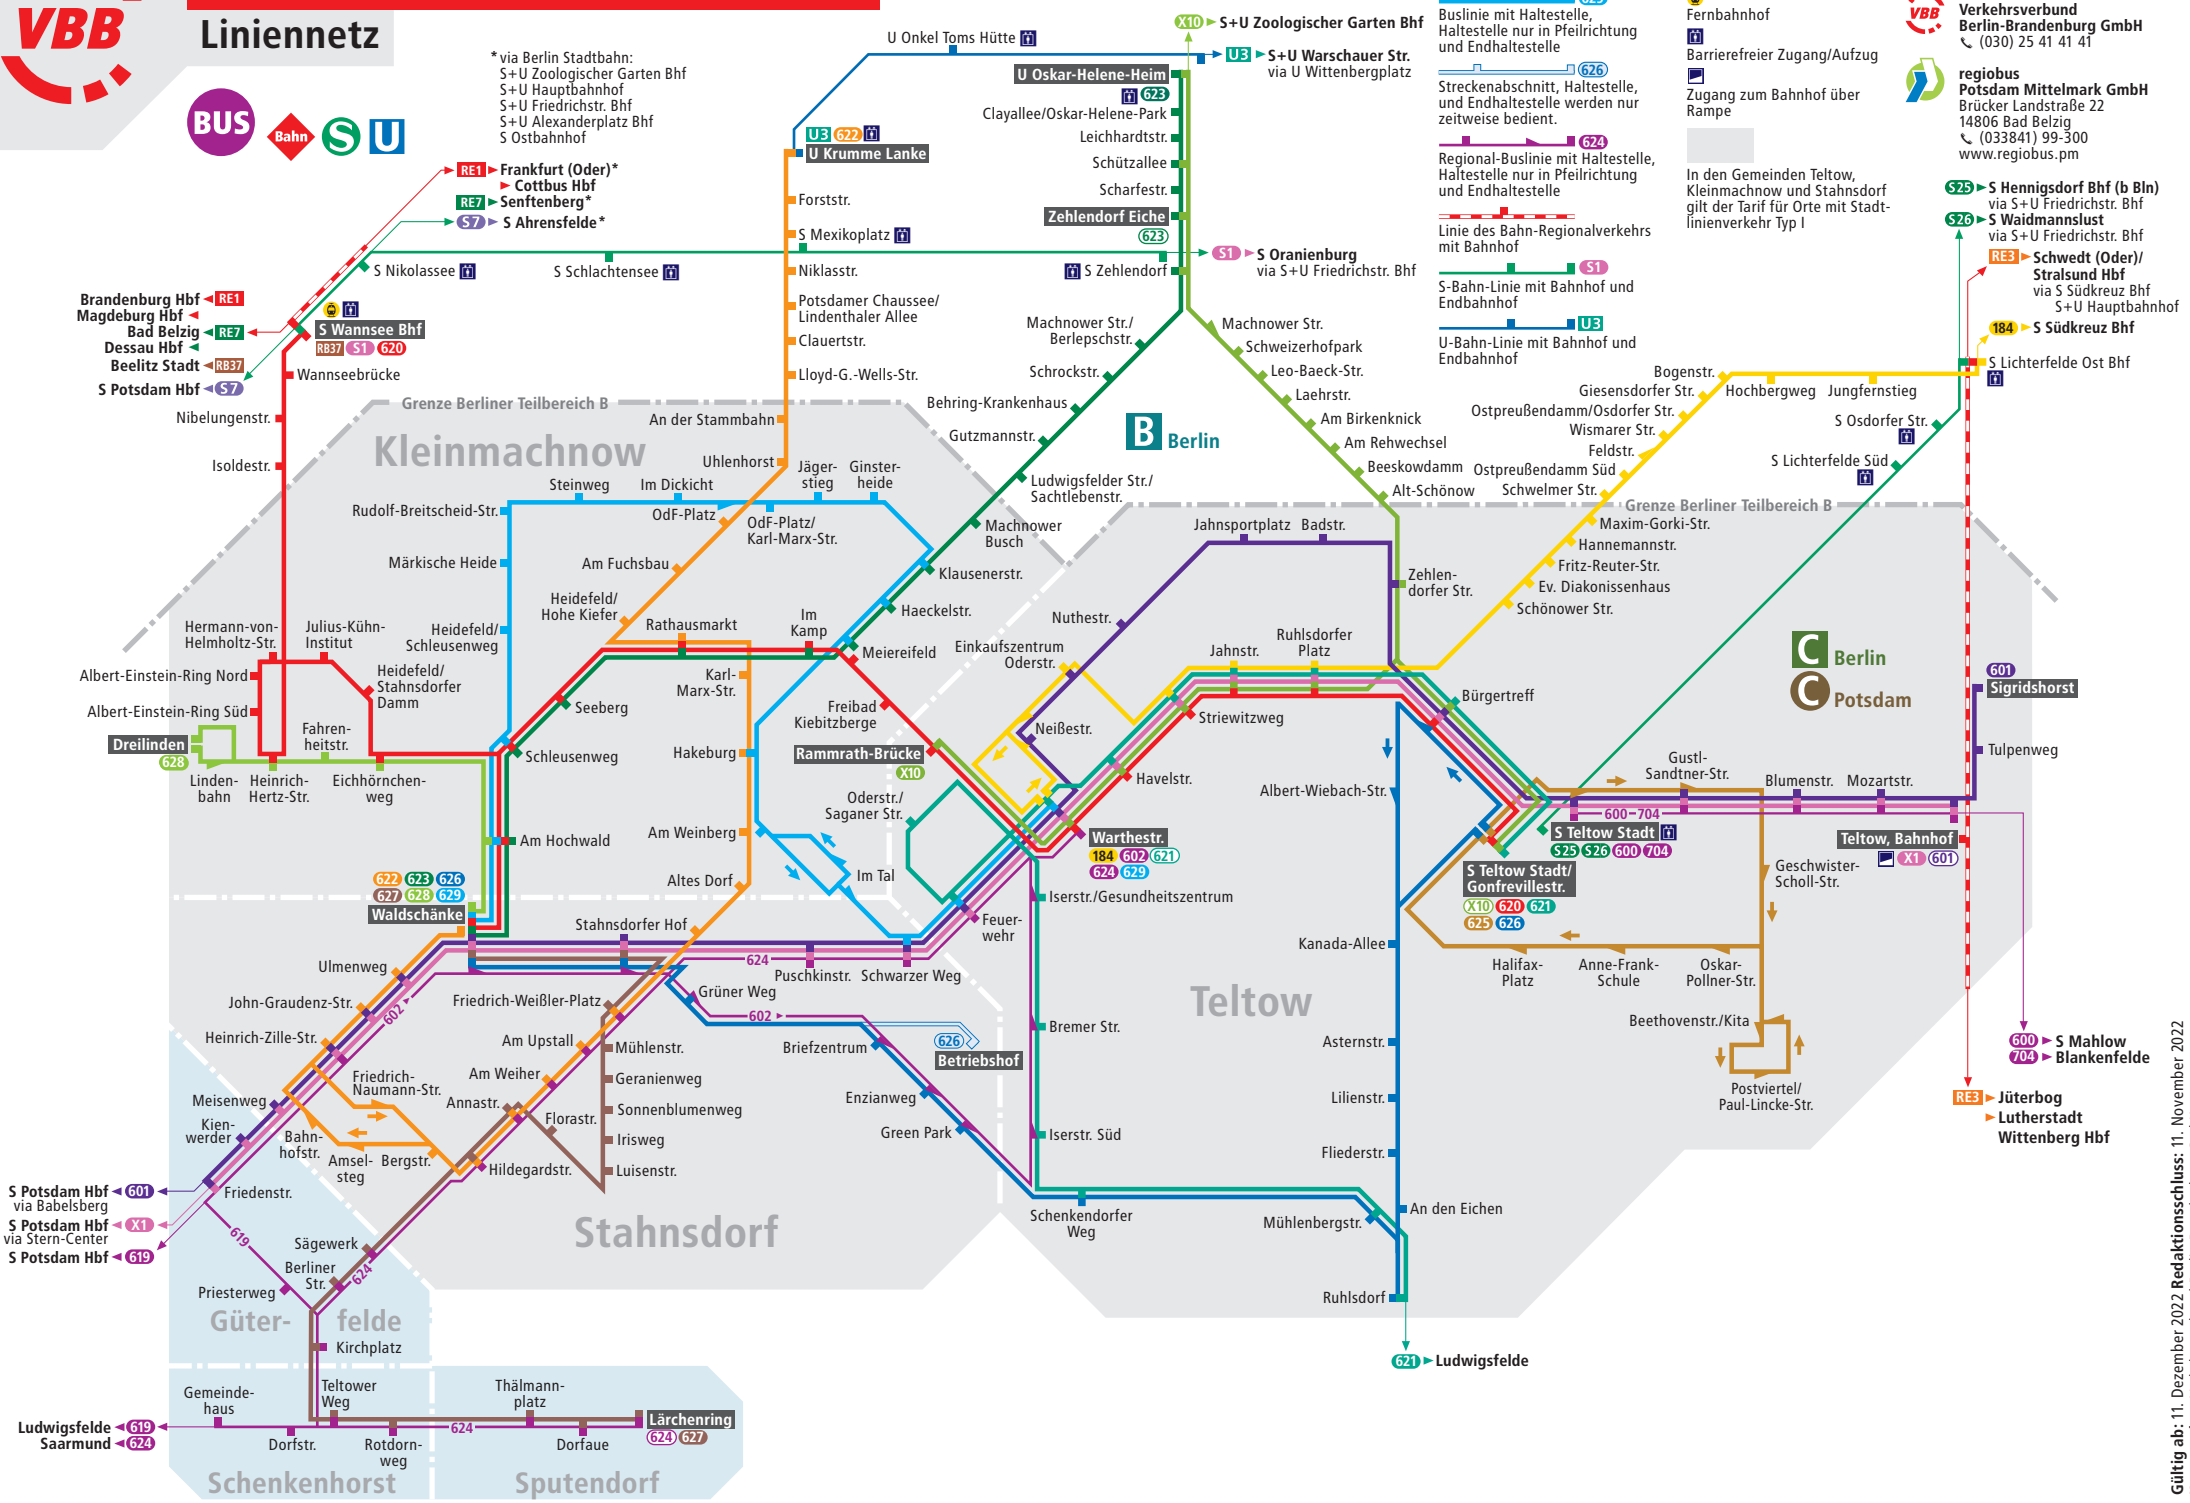 VBB
Liniennetz
BUS
Bahn
S
U
* via Berlin Stadtbahn:
S+U Zoologischer Garten Bhf
S+U Hauptbahnhof
S+U Friedrichstr. Bhf
S+U Alexanderplatz Bhf
S Ostbahnhof
RE1 Frankfurt (Oder)*
Cottbus Hbf
RE7 Senftenberg*
S7 S Ahrensfelde*
U Onkel Toms Hütte
X10 S+U Zoologischer Garten Bhf
U3 S+U Warschauer Str.
via U Wittenbergplatz
U Oskar-Helene-Heim
623
Clayallee/Oskar-Helene-Park
Leichhardtstr.
Schützallee
Scharfestr.
Zehlendorf Eiche
623
S Zehlendorf
S1 S Oranienburg
via S+U Friedrichstr. Bhf
Buslinie mit Haltestelle,
Haltestelle nur in Pfeilrichtung
und Endhaltestelle
626
Streckenabschnitt, Haltestelle,
und Endhaltestelle werden nur
zeitweise bedient.
624
Regional-Buslinie mit Haltestelle,
Haltestelle nur in Pfeilrichtung
und Endhaltestelle
Linie des Bahn-Regionalverkehrs
mit Bahnhof
S1
S-Bahn-Linie mit Bahnhof und
Endbahnhof
U3
U-Bahn-Linie mit Bahnhof und
Endbahnhof
Fernbahnhof
Barrierefreier Zugang/Aufzug
Zugang zum Bahnhof über
Rampe
In den Gemeinden Teltow,
Kleinmachnow und Stahnsdorf
gilt der Tarif für Orte mit Stadt-
linienverkehr Typ I
VBB
Verkehrsverbund
Berlin-Brandenburg GmbH
(030) 25 41 41 41
regiobus
Potsdam Mittelmark GmbH
Brücker Landstraße 22
14806 Bad Belzig
(033841) 99-300
www.regiobus.pm
S25 S Hennigsdorf Bhf (b Bln)
via S+U Friedrichstr. Bhf
S26 S Waidmannslust
via S+U Friedrichstr. Bhf
RE3 Schwedt (Oder)/
Stralsund Hbf
via S Südkreuz Bhf
S+U Hauptbahnhof
184 S Südkreuz Bhf
S Lichterfelde Ost Bhf
U3 622
U Krumme Lanke
Forststr.
S Mexikoplatz
Niklasstr.
Potsdamer Chaussee/
Lindenthaler Allee
Clauertstr.
Lloyd-G.-Wells-Str.
An der Stammbahn
Uhlenhorst
S Nikolassee
S Schlachtensee
Brandenburg Hbf RE1
Magdeburg Hbf
Bad Belzig RE7
Dessau Hbf
Beelitz Stadt RB37
S Potsdam Hbf S7
S Wannsee Bhf
RB37 S1 620
Wannseebrücke
Nibelungenstr.
Isoldestr.
Grenze Berliner Teilbereich B
Kleinmachnow
Machnower Str./
Berlepschstr.
Schrockstr.
Behring-Krankenhaus
Gutzmannstr.
Ludwigsfelder Str./
Sachtlebenstr.
Machnower
Busch
Klausenerstr.
Haeckelstr.
Meiereifeld
B Berlin
Machnower Str.
Schweizerhofpark
Leo-Baeck-Str.
Laehrstr.
Am Birkenknick
Am Rehwechsel
Beeskowdamm
Alt-Schönow
Bogenstr.
Giesensdorfer Str.
Ostpreußendamm/Osdorfer Str.
Wismarer Str.
Feldstr.
Ostpreußendamm Süd
Schwelmer Str.
Hochbergweg
Jungfernstieg
S Osdorfer Str.
S Lichterfelde Süd
Grenze Berliner Teilbereich B
Maxim-Gorki-Str.
Hannemannstr.
Fritz-Reuter-Str.
Ev. Diakonissenhaus
Schönower Str.
Steinweg
Im Dickicht
Jäger-
stieg
Ginster-
heide
Rudolf-Breitscheid-Str.
OdF-Platz
OdF-Platz/
Karl-Marx-Str.
Märkische Heide
Am Fuchsbau
Heidefeld/
Hohe Kiefer
Heidefeld/
Schleusenweg
Rathausmarkt
Im
Kamp
Karl-
Marx-Str.
Hermann-von-
Helmholtz-Str.
Julius-Kühn-
Institut
Albert-Einstein-Ring Nord
Albert-Einstein-Ring Süd
Heidefeld/
Stahnsdorfer
Damm
Dreilinden
628
Linden-
bahn
Heinrich-
Hertz-Str.
Fahren-
heitstr.
Eichhörnchen-
weg
Seeberg
Schleusenweg
Am Hochwald
Hakeburg
Am Weinberg
Altes Dorf
Im Tal
Freibad
Kiebitzberge
Rammrath-Brücke
X10
Oderstr./
Saganer Str.
Jahnsportplatz
Badstr.
Zehlen-
dorfer Str.
Nuthestr.
Einkaufszentrum
Oderstr.
Neißestr.
Jahnstr.
Ruhlsdorfer
Platz
Striewitzweg
Havelstr.
Bürgertreff
Warthestr.
184 602 621
624 629
Feuer-
wehr
Iserstr./Gesundheitszentrum
Bremer Str.
Iserstr. Süd
C Berlin
C Potsdam
601
Sigridshorst
Tulpenweg
Gustl-
Sandtner-Str.
Blumenstr.
Mozartstr.
600–704
S Teltow Stadt
S25 S26 600 704
S Teltow Stadt/
Gonfrevillestr.
X10 620 621
625 626
Teltow, Bahnhof
X1 601
Geschwister-
Scholl-Str.
Albert-Wiebach-Str.
Kanada-Allee
Halifax-
Platz
Anne-Frank-
Schule
Oskar-
Pollner-Str.
Beethovenstr./Kita
Postviertel/
Paul-Lincke-Str.
Teltow
Asternstr.
Lilienstr.
Fliederstr.
An den Eichen
Mühlenbergstr.
Schenkendorfer
Weg
Ruhlsdorf
621 Ludwigsfelde
600 S Mahlow
704 Blankenfelde
RE3 Jüterbog
Lutherstadt
Wittenberg Hbf
622 623 626
627 628 629
Waldschänke
Stahnsdorfer Hof
624
Puschkinstr.
Schwarzer Weg
Ulmenweg
John-Graudenz-Str.
602
Heinrich-Zille-Str.
Friedrich-Weißler-Platz
Am Upstall
Am Weiher
Annastr.
Florastr.
Mühlenstr.
Geranienweg
Sonnenblumenweg
Irisweg
Luisenstr.
Hildegardstr.
Grüner Weg
602
626
Betriebshof
Briefzentrum
Enzianweg
Green Park
Friedrich-
Naumann-Str.
Meisenweg
Kien-
werder
Bahn-
hofstr.
Amsel-
steg
Bergstr.
Friedenstr.
S Potsdam Hbf 601
via Babelsberg
S Potsdam Hbf X1
via Stern-Center
S Potsdam Hbf 619
619
Sägewerk
Berliner
Str.
624
Priesterweg
Güter-
felde
Stahnsdorf
Kirchplatz
Gemeinde-
haus
Teltower
Weg
Thälmann-
platz
Lärchenring
624 627
Ludwigsfelde 619
Saarmund 624
Dorfstr.
Rotdorn-
weg
624
Dorfaue
Schenkenhorst
Sputendorf
Gültig ab: 11. Dezember 2022 Redaktionsschluss: 11. November 2022